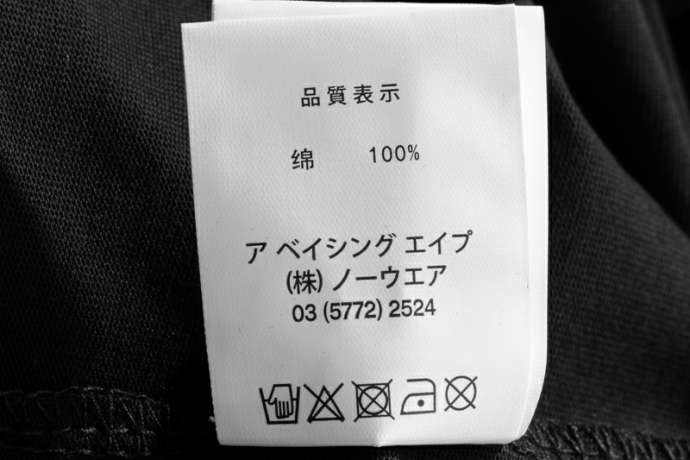 品質表示
绵 100%
ア ベイシング エイプ
(株) ノーウエア
03 (5772) 2524